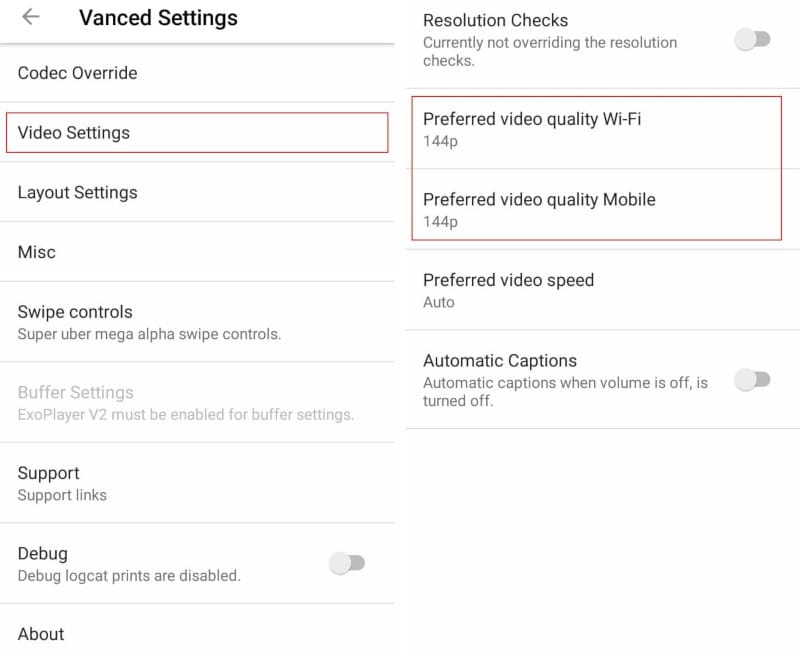 Vanced Settings
Codec Override
Video Settings
Layout Settings
Misc
Swipe controls
Super uber mega alpha swipe controls.
Buffer Settings
ExoPlayer V2 must be enabled for buffer settings.
Support
Support links
Debug
Debug logcat prints are disabled.
About
Resolution Checks
Currently not overriding the resolution
checks.
Preferred video quality Wi-Fi
144p
Preferred video quality Mobile
144p
Preferred video speed
Auto
Automatic Captions
Automatic captions when volume is off, is
turned off.